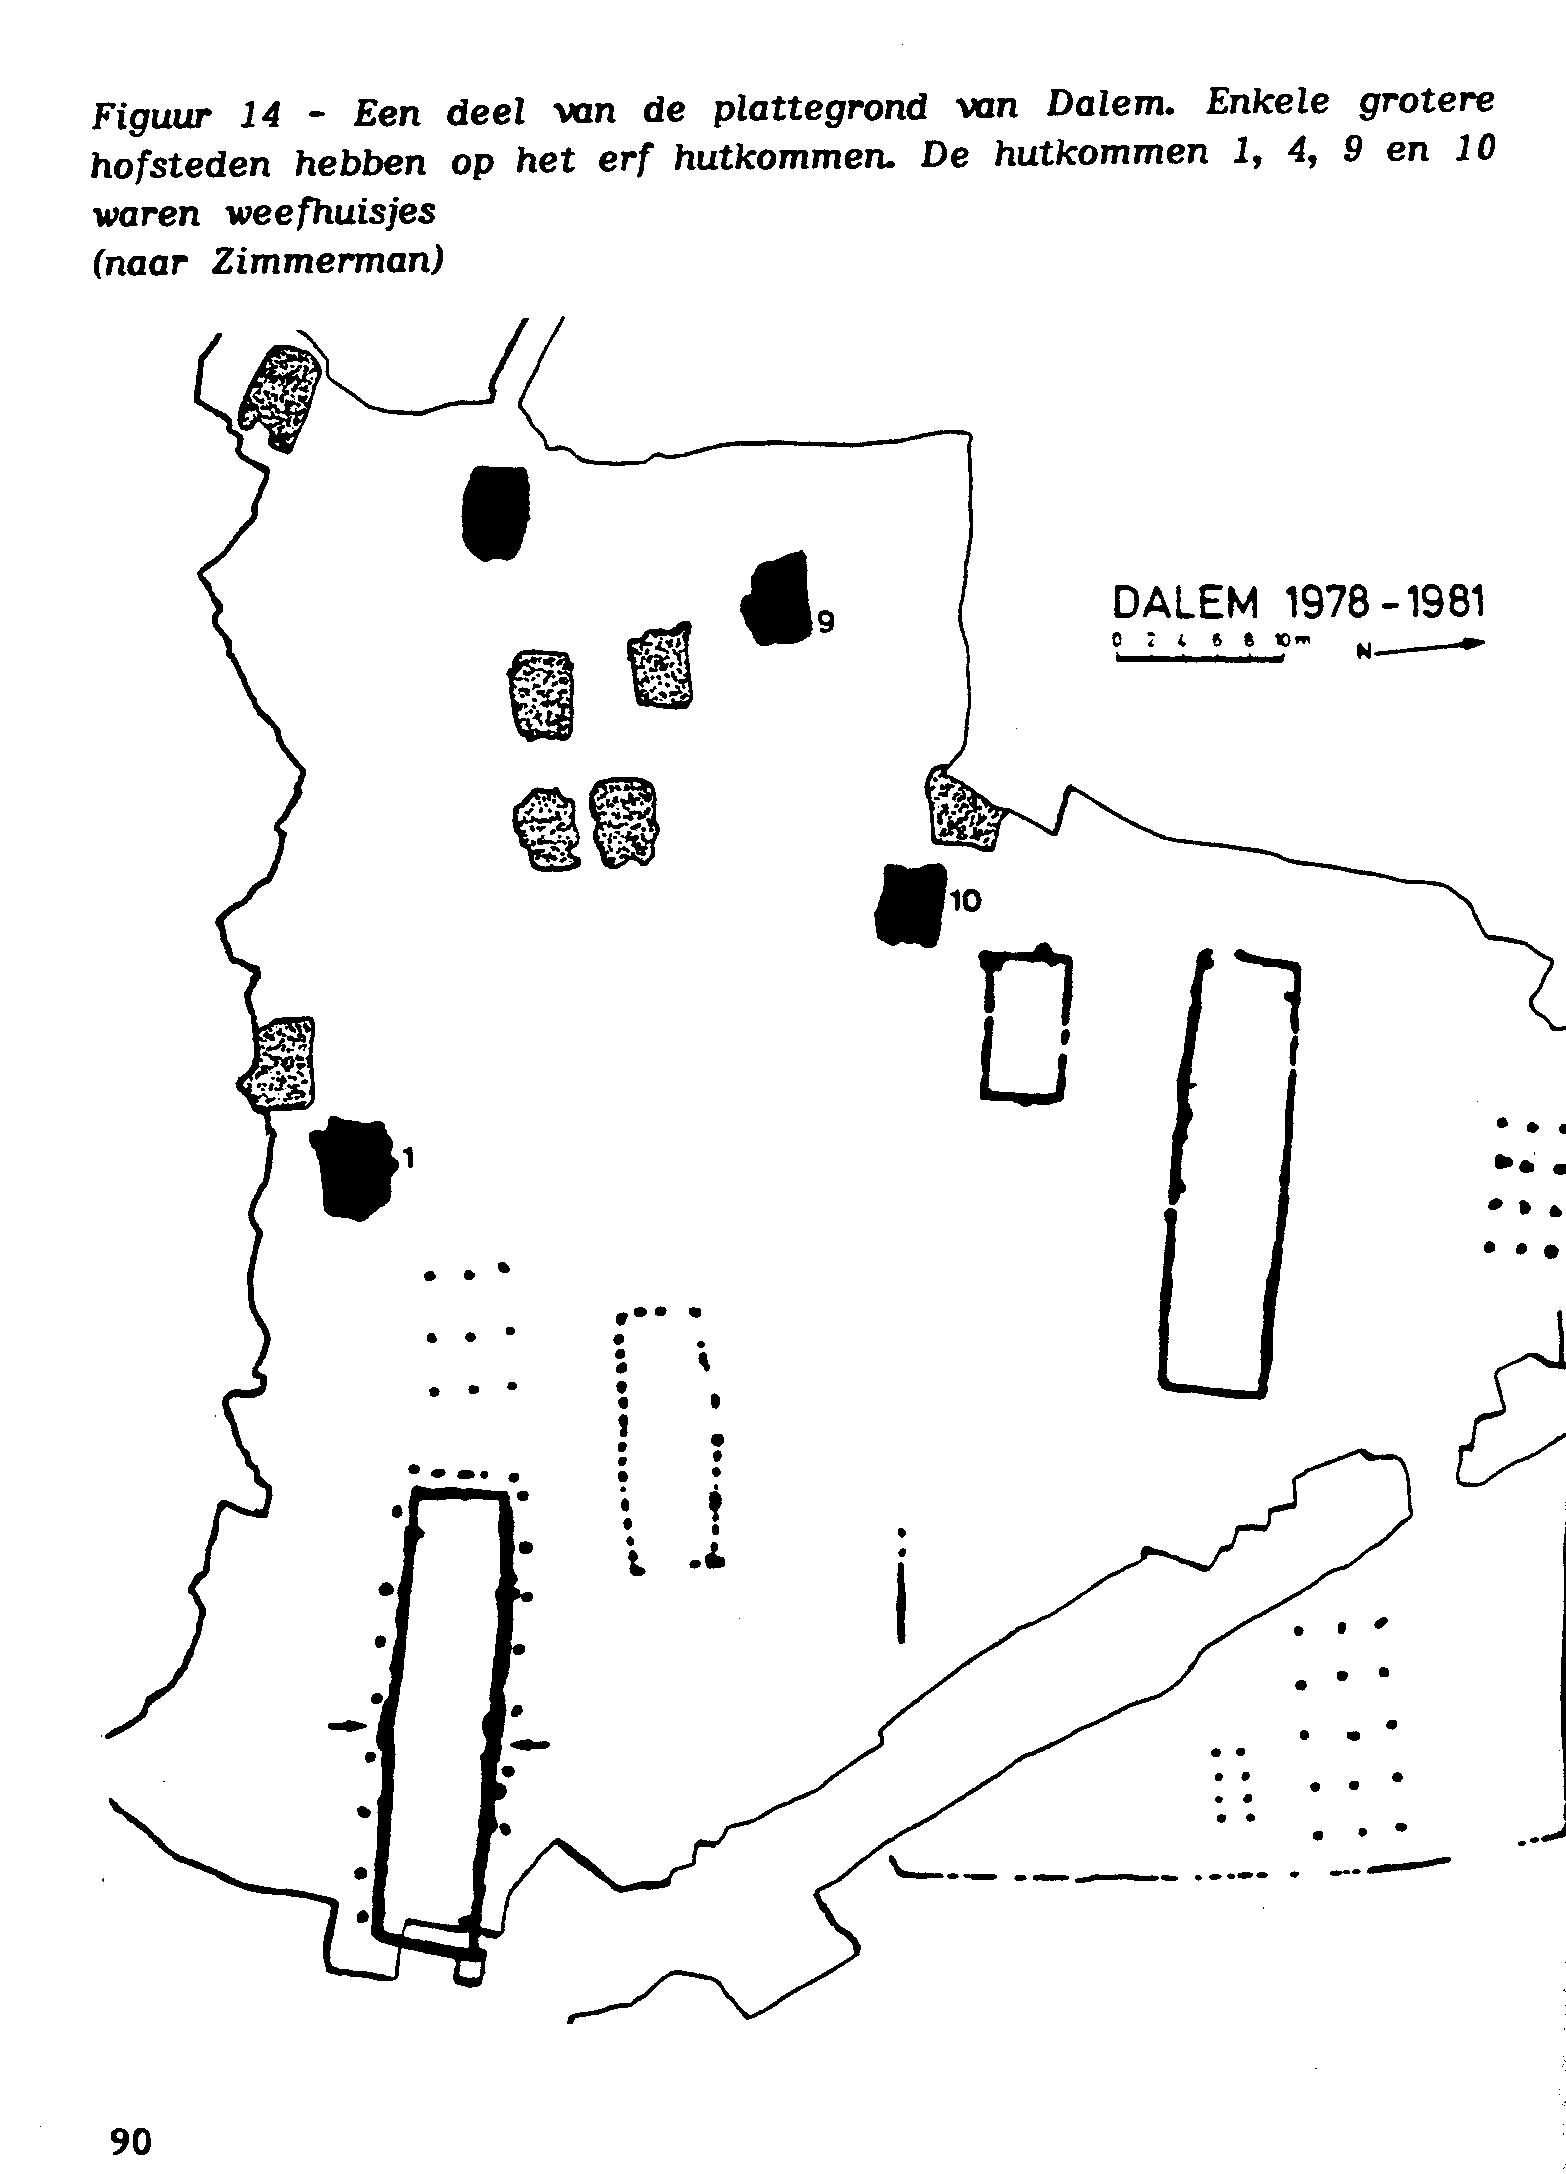 Figuur 14 - Een deel van de plattegrond van Dalem. Enkele grotere
hofsteden hebben op het erf hutkommen. De hutkommen 1, 4, 9 en 10
waren weefhuisjes
(naar Zimmerman)
9
DALEM 1978-1981
0 2 4 6 8 10m
N
10
1
90